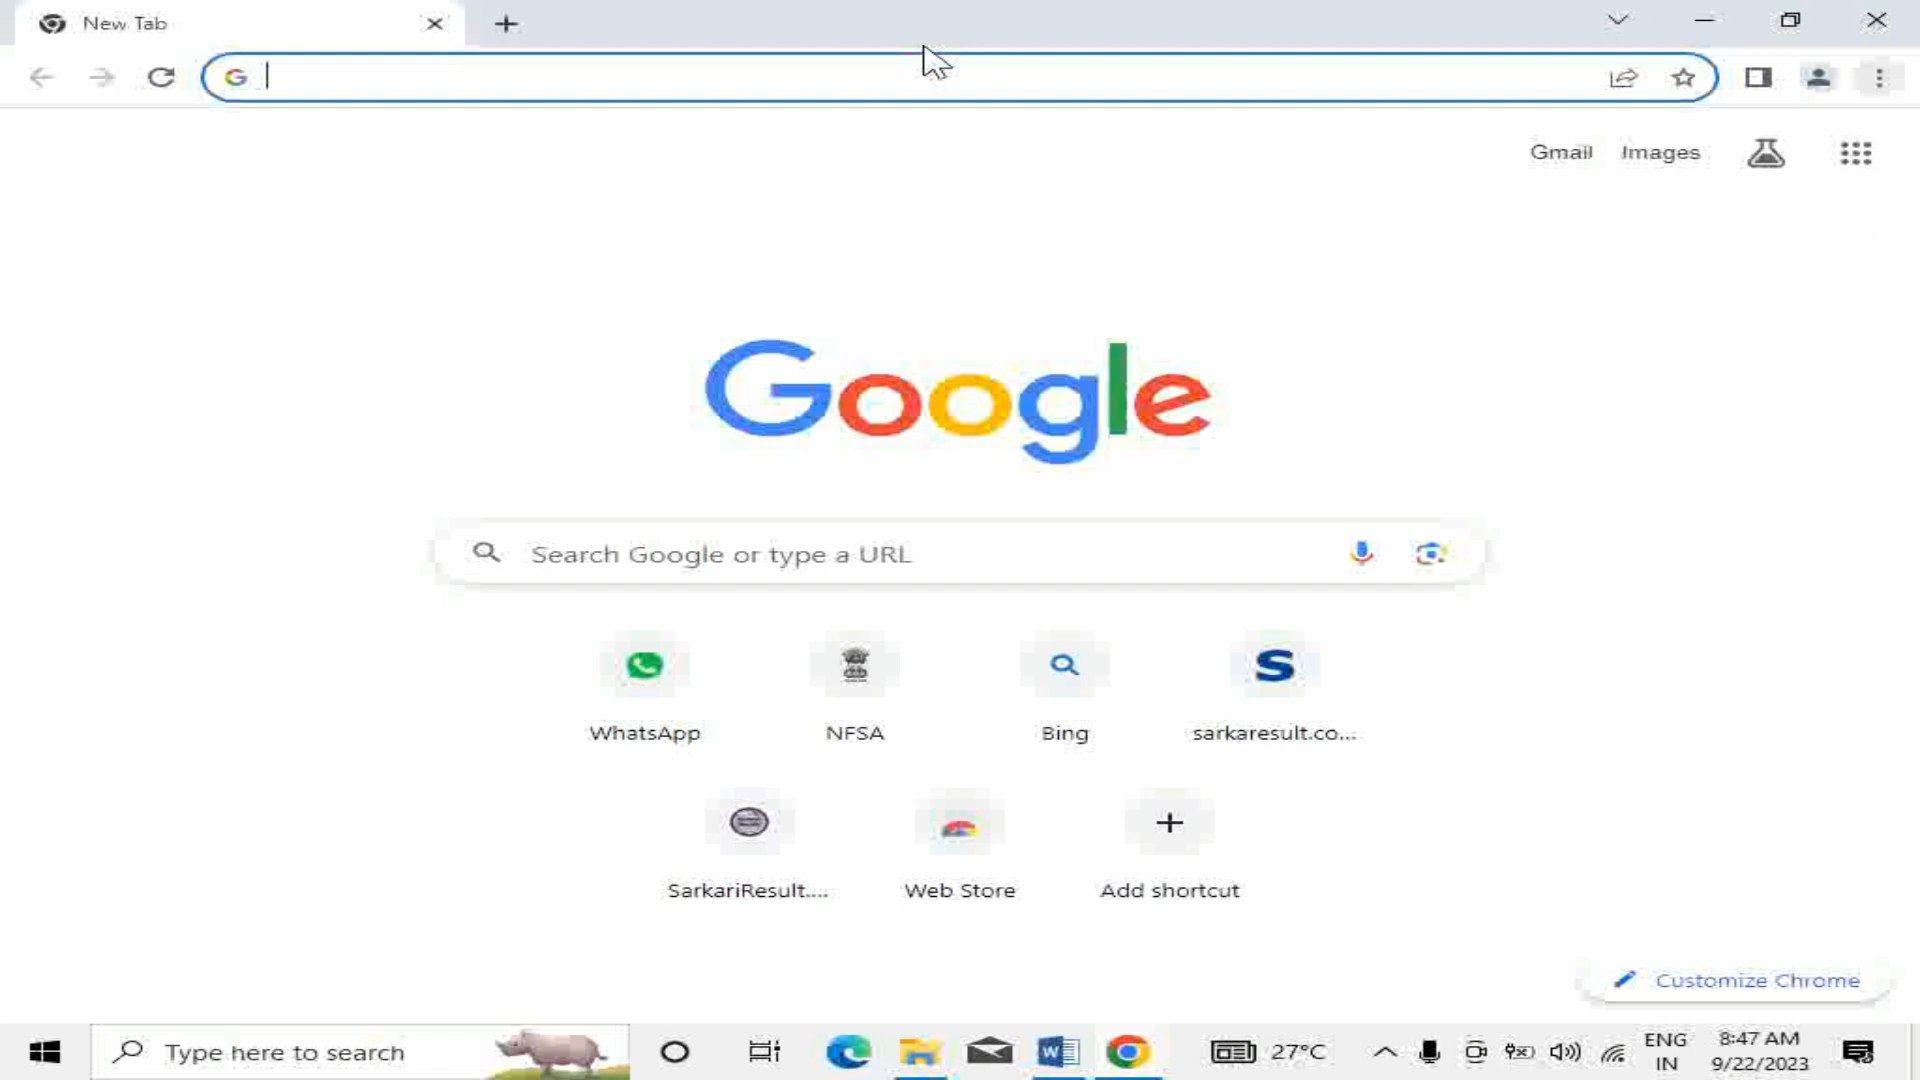 New Tab
Gmail Images
Google
Search Google or type a URL
WhatsApp NFSA Bing sarkaresult.co...
SarkariResult.... Web Store Add shortcut
Customize Chrome
Type here to search
27°C
ENG
IN
8:47 AM
9/22/2023